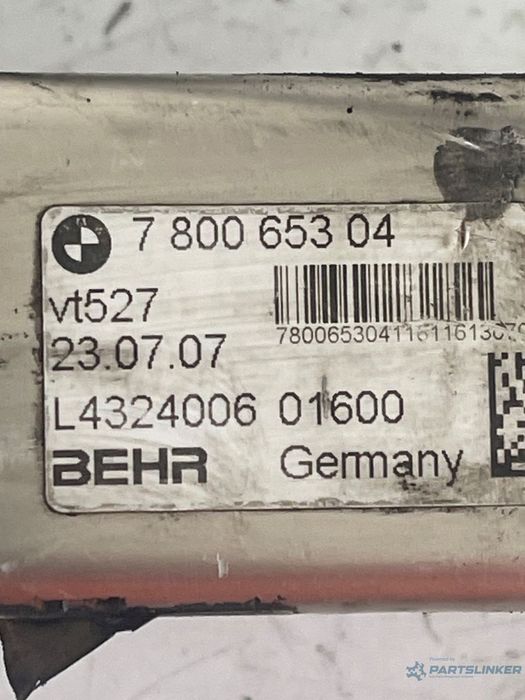 7 800 653 04
vt527
23.07.07
L4324006 01600
BEHR Germany
PARTSLINKER